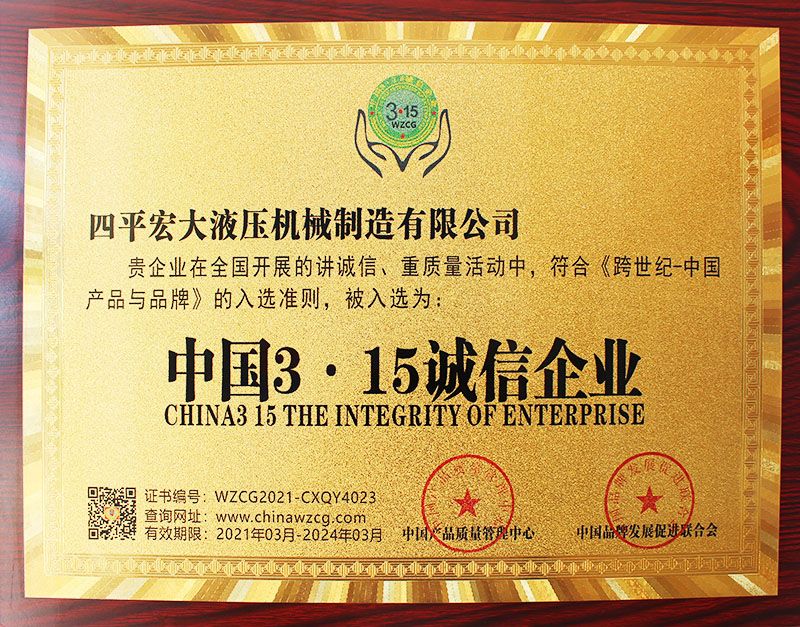 3·15
WZCG
四平宏大液压机械制造有限公司
贵企业在全国开展的讲诚信、重质量活动中，符合《跨世纪-中国
产品与品牌》的入选准则，被入选为：
中国3·15诚信企业
CHINA3 15 THE INTEGRITY OF ENTERPRISE
证书编号：WZCG2021-CXQY4023
查询网址：www.chinawzcg.com
有效期限：2021年03月-2024年03月
中国产品质量管理中心
中国品牌发展促进联合会